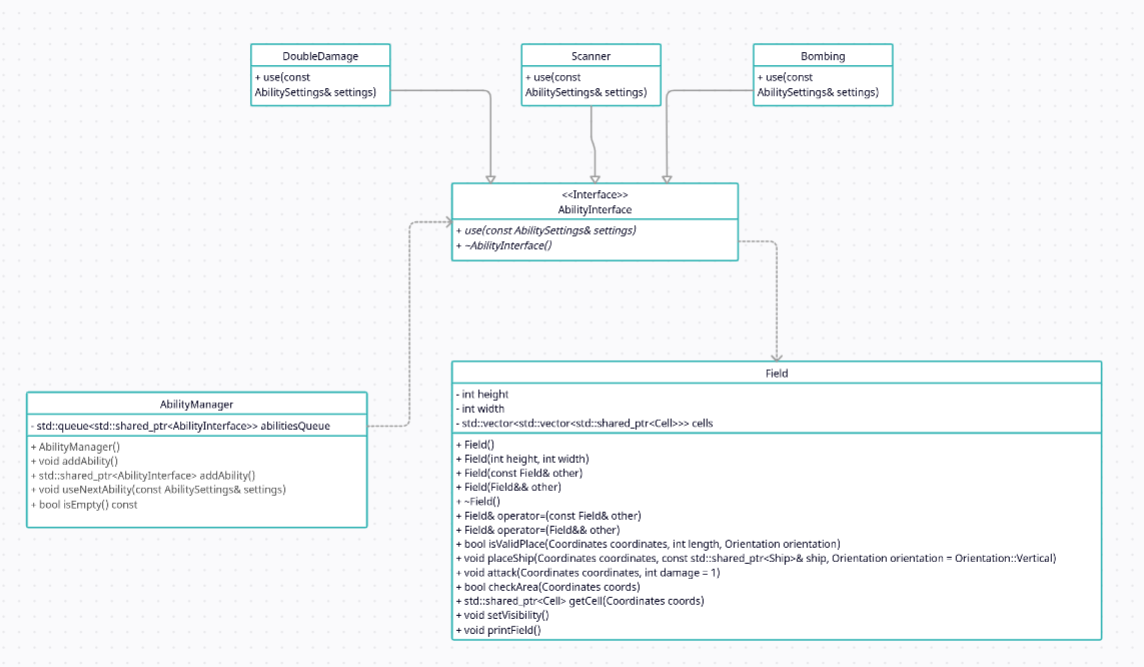 DoubleDamage
+ use(const
AbilitySettings& settings)
Scanner
+ use(const
AbilitySettings& settings)
Bombing
+ use(const
AbilitySettings& settings)
<<Interface>>
AbilityInterface
+ use(const AbilitySettings& settings)
+ ~AbilityInterface()
AbilityManager
- std::queue<std::shared_ptr<AbilityInterface>> abilitiesQueue
+ AbilityManager()
+ void addAbility()
+ std::shared_ptr<AbilityInterface> addAbility()
+ void useNextAbility(const AbilitySettings& settings)
+ bool isEmpty() const
Field
- int height
- int width
- std::vector<std::vector<std::shared_ptr<Cell>>> cells
+ Field()
+ Field(int height, int width)
+ Field(const Field& other)
+ Field(Field&& other)
+ ~Field()
+ Field& operator=(const Field& other)
+ Field& operator=(Field&& other)
+ bool isValidPlace(Coordinates coordinates, int length, Orientation orientation)
+ void placeShip(Coordinates coordinates, const std::shared_ptr<Ship>& ship, Orientation orientation = Orientation::Vertical)
+ void attack(Coordinates coordinates, int damage = 1)
+ bool checkArea(Coordinates coords)
+ std::shared_ptr<Cell> getCell(Coordinates coords)
+ void setVisibility()
+ void printField()